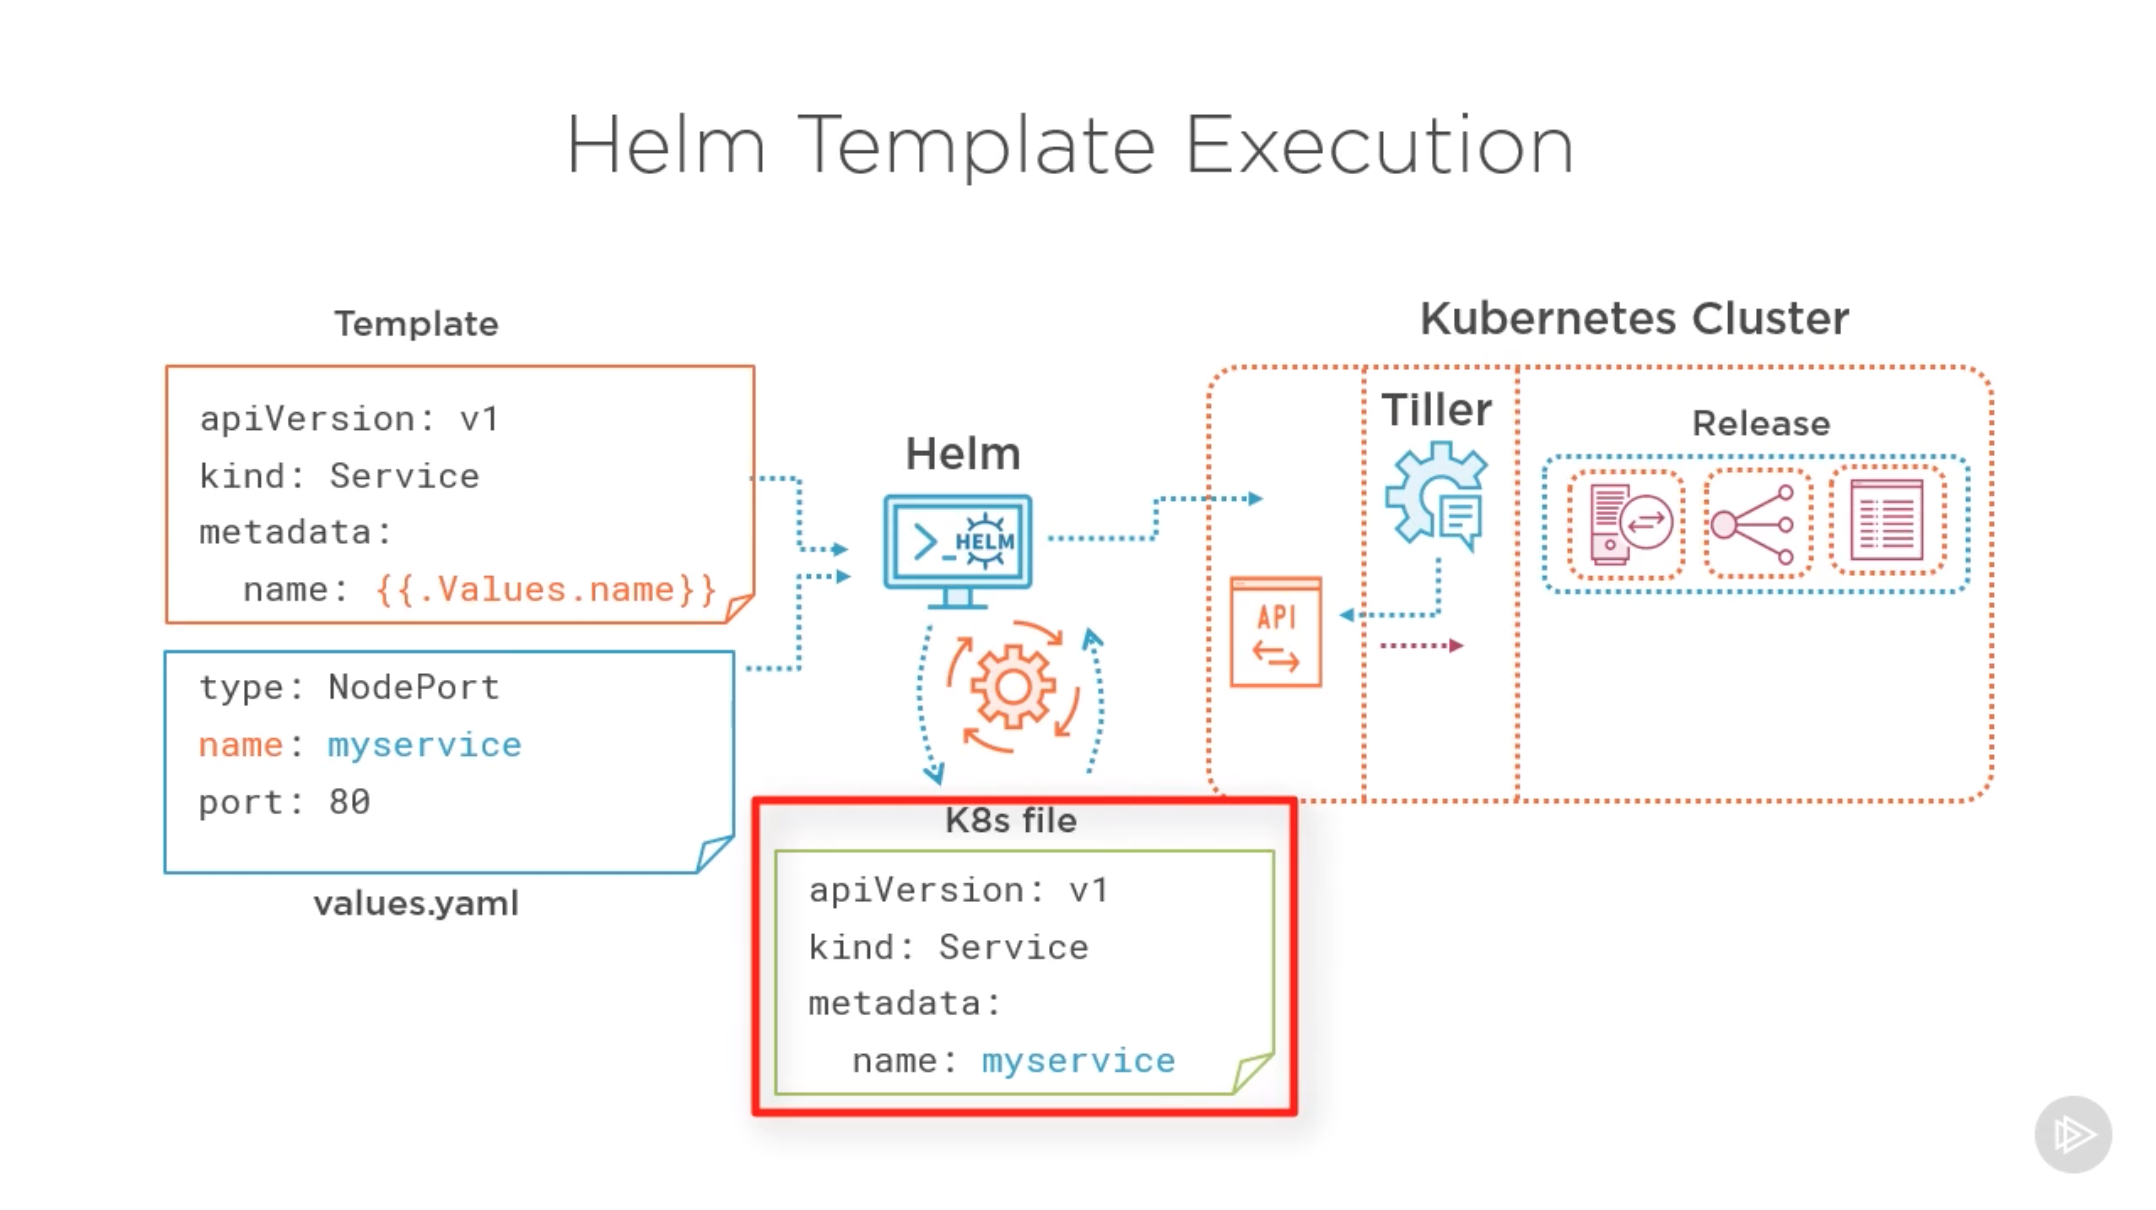 Helm Template Execution
Template
apiVersion: v1
kind: Service
metadata:
  name: {{.Values.name}}
type: NodePort
name: myservice
port: 80
values.yaml
Helm
>_ HELM
K8s file
apiVersion: v1
kind: Service
metadata:
  name: myservice
Kubernetes Cluster
Tiller
Release
API